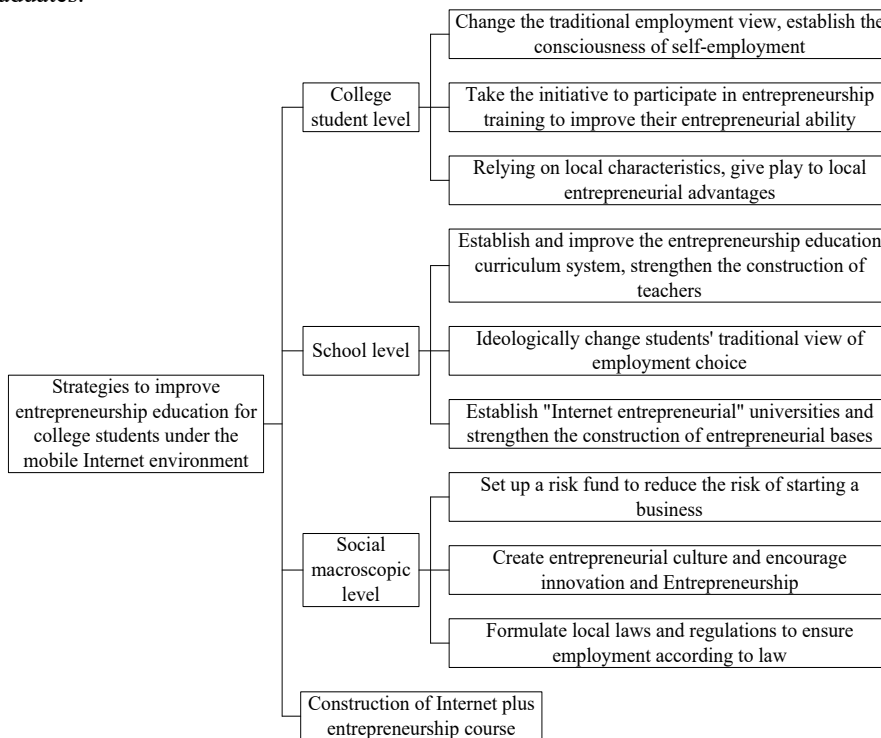 Change the traditional employment view, establish the
consciousness of self-employment
College
student level
Take the initiative to participate in entrepreneurship
training to improve their entrepreneurial ability
Relying on local characteristics, give play to local
entrepreneurial advantages
Establish and improve the entrepreneurship education
curriculum system, strengthen the construction of
teachers
School level
Ideologically change students' traditional view of
employment choice
Strategies to improve
entrepreneurship education for
college students under the
mobile Internet environment
Establish "Internet entrepreneurial" universities and
strengthen the construction of entrepreneurial bases
Set up a risk fund to reduce the risk of starting a
business
Social
macroscopic
level
Create entrepreneurial culture and encourage
innovation and Entrepreneurship
Formulate local laws and regulations to ensure
employment according to law
Construction of Internet plus
entrepreneurship course